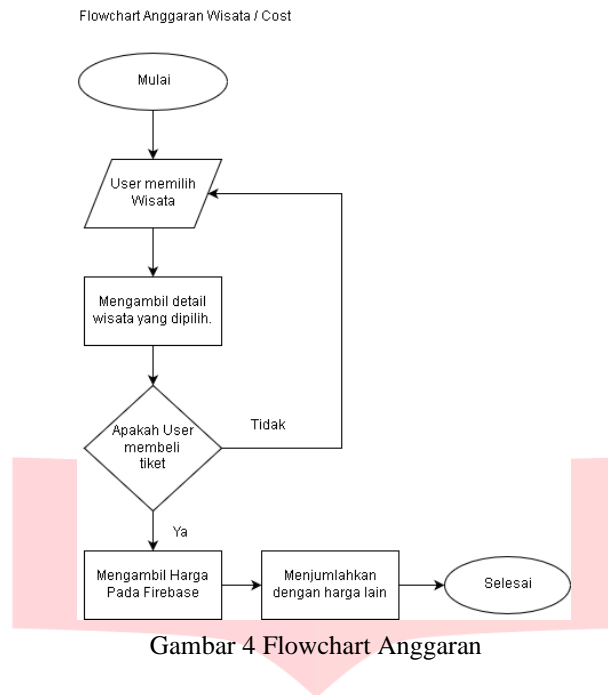 Flowchart Anggaran Wisata / Cost
Mulai
User memilih
Wisata
Mengambil detail
wisata yang dipilih.
Apakah User
membeli
tiket
Tidak
Ya
Mengambil Harga
Pada Firebase
Menjumlahkan
dengan harga lain
Selesai
Gambar 4 Flowchart Anggaran